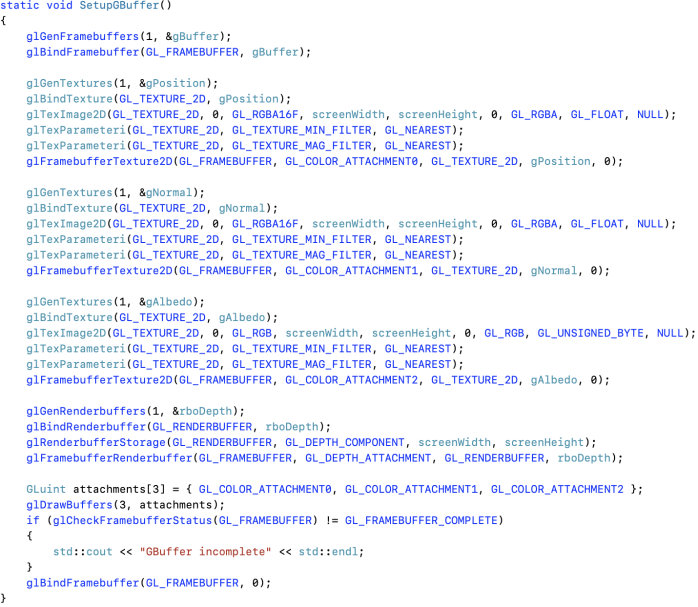 static void SetupGBuffer()
{
    glGenFramebuffers(1, &gBuffer);
    glBindFramebuffer(GL_FRAMEBUFFER, gBuffer);

    glGenTextures(1, &gPosition);
    glBindTexture(GL_TEXTURE_2D, gPosition);
    glTexImage2D(GL_TEXTURE_2D, 0, GL_RGBA16F, screenWidth, screenHeight, 0, GL_RGBA, GL_FLOAT, NULL);
    glTexParameteri(GL_TEXTURE_2D, GL_TEXTURE_MIN_FILTER, GL_NEAREST);
    glTexParameteri(GL_TEXTURE_2D, GL_TEXTURE_MAG_FILTER, GL_NEAREST);
    glFramebufferTexture2D(GL_FRAMEBUFFER, GL_COLOR_ATTACHMENT0, GL_TEXTURE_2D, gPosition, 0);

    glGenTextures(1, &gNormal);
    glBindTexture(GL_TEXTURE_2D, gNormal);
    glTexImage2D(GL_TEXTURE_2D, 0, GL_RGBA16F, screenWidth, screenHeight, 0, GL_RGBA, GL_FLOAT, NULL);
    glTexParameteri(GL_TEXTURE_2D, GL_TEXTURE_MIN_FILTER, GL_NEAREST);
    glTexParameteri(GL_TEXTURE_2D, GL_TEXTURE_MAG_FILTER, GL_NEAREST);
    glFramebufferTexture2D(GL_FRAMEBUFFER, GL_COLOR_ATTACHMENT1, GL_TEXTURE_2D, gNormal, 0);

    glGenTextures(1, &gAlbedo);
    glBindTexture(GL_TEXTURE_2D, gAlbedo);
    glTexImage2D(GL_TEXTURE_2D, 0, GL_RGB, screenWidth, screenHeight, 0, GL_RGB, GL_UNSIGNED_BYTE, NULL);
    glTexParameteri(GL_TEXTURE_2D, GL_TEXTURE_MIN_FILTER, GL_NEAREST);
    glTexParameteri(GL_TEXTURE_2D, GL_TEXTURE_MAG_FILTER, GL_NEAREST);
    glFramebufferTexture2D(GL_FRAMEBUFFER, GL_COLOR_ATTACHMENT2, GL_TEXTURE_2D, gAlbedo, 0);

    glGenRenderbuffers(1, &rboDepth);
    glBindRenderbuffer(GL_RENDERBUFFER, rboDepth);
    glRenderbufferStorage(GL_RENDERBUFFER, GL_DEPTH_COMPONENT, screenWidth, screenHeight);
    glFramebufferRenderbuffer(GL_FRAMEBUFFER, GL_DEPTH_ATTACHMENT, GL_RENDERBUFFER, rboDepth);

    GLuint attachments[3] = { GL_COLOR_ATTACHMENT0, GL_COLOR_ATTACHMENT1, GL_COLOR_ATTACHMENT2 };
    glDrawBuffers(3, attachments);
    if (glCheckFramebufferStatus(GL_FRAMEBUFFER) != GL_FRAMEBUFFER_COMPLETE)
    {
        std::cout << "GBuffer incomplete" << std::endl;
    }
    glBindFramebuffer(GL_FRAMEBUFFER, 0);
}